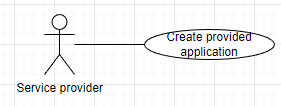 Create provided
application
Service provider